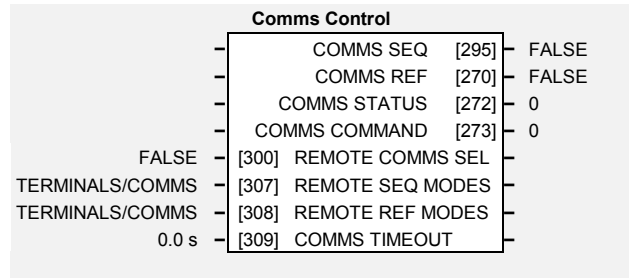 Comms Control
COMMS SEQ [295] FALSE
COMMS REF [270] FALSE
COMMS STATUS [272] 0
COMMS COMMAND [273] 0
FALSE [300] REMOTE COMMS SEL
TERMINALS/COMMS [307] REMOTE SEQ MODES
TERMINALS/COMMS [308] REMOTE REF MODES
0.0 s [309] COMMS TIMEOUT